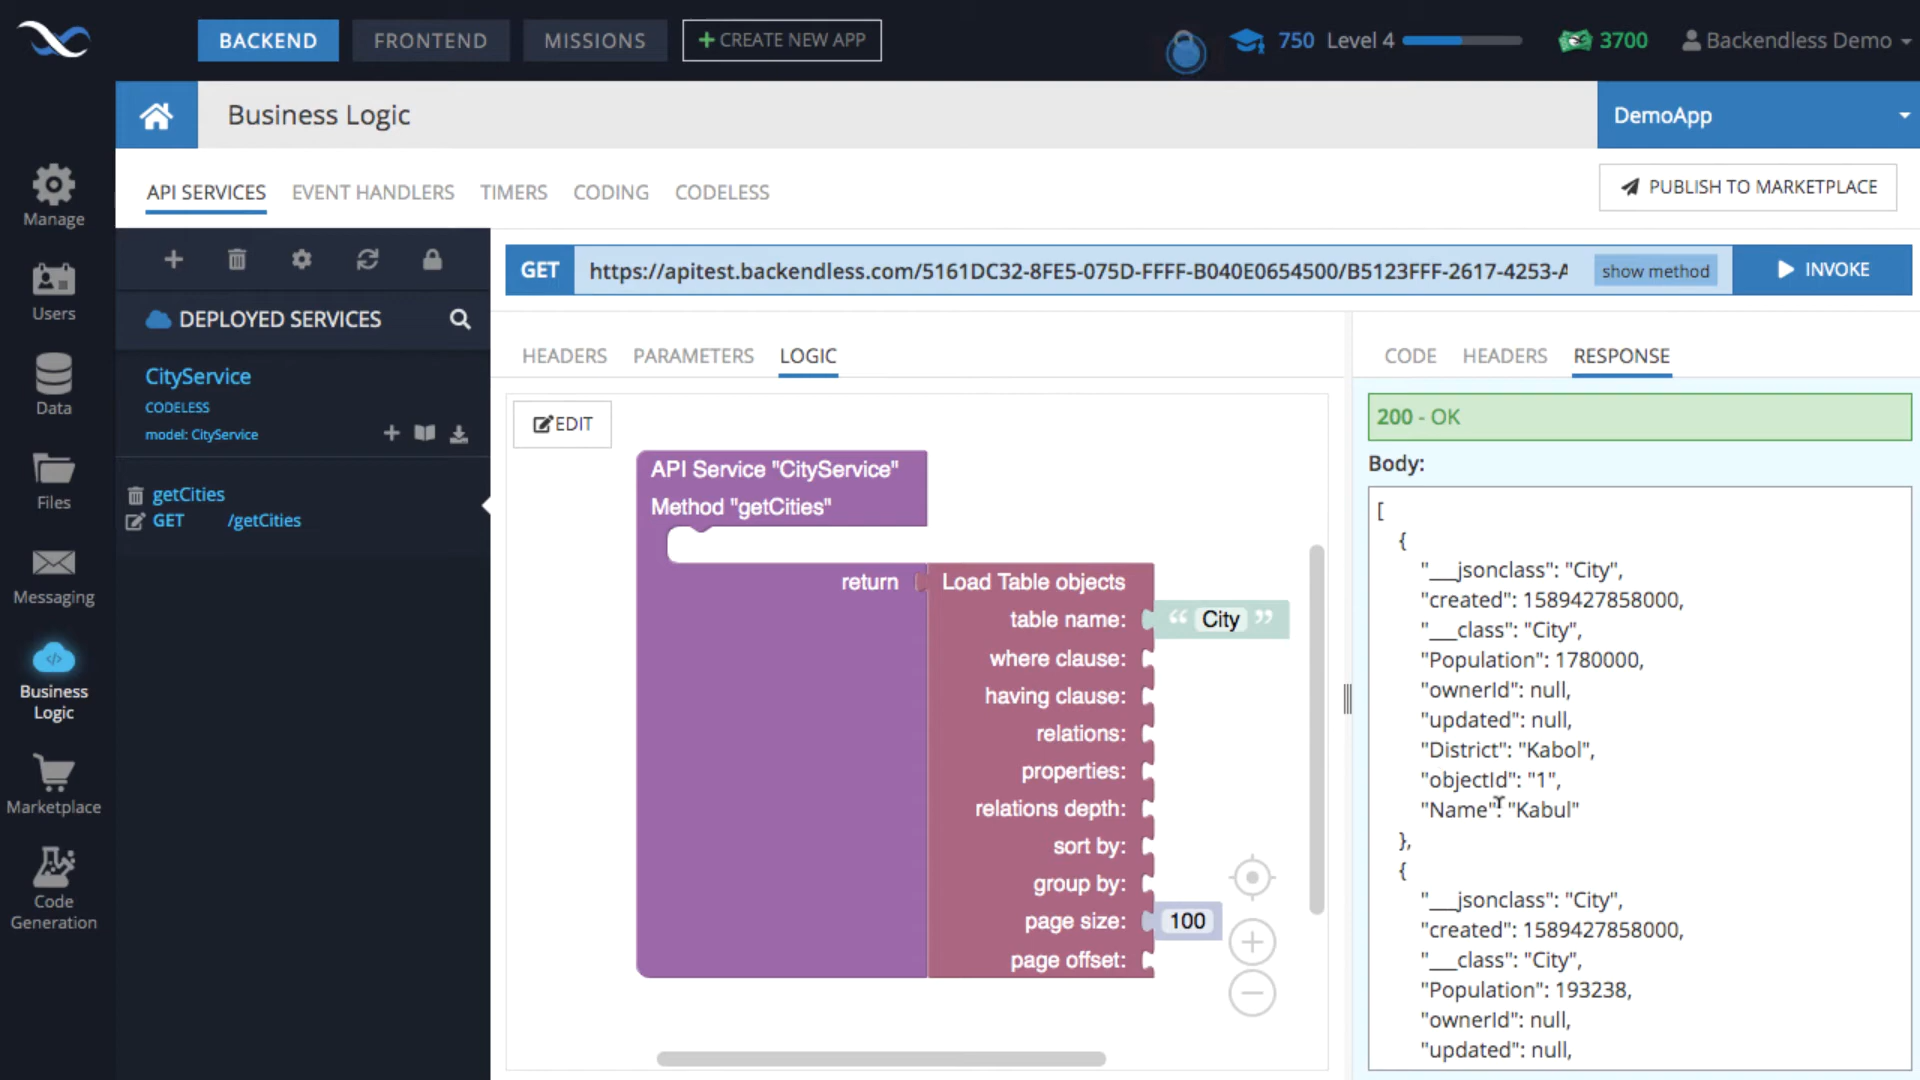 BACKEND FRONTEND MISSIONS + CREATE NEW APP 750 Level 4 3700 Backendless Demo
Business Logic DemoApp
API SERVICES EVENT HANDLERS TIMERS CODING CODELESS PUBLISH TO MARKETPLACE
Manage
Users
Data
Files
Messaging
Business
Logic
Marketplace
Code
Generation
DEPLOYED SERVICES
CityService
CODELESS
model: CityService
getCities
GET /getCities
GET https://apitest.backendless.com/5161DC32-8FE5-075D-FFFF-B040E0654500/B5123FFF-2617-4253-A show method INVOKE
HEADERS PARAMETERS LOGIC
EDIT
API Service "CityService"
Method "getCities"
return Load Table objects
table name: “ City ”
where clause:
having clause:
relations:
properties:
relations depth:
sort by:
group by:
page size: 100
page offset:
CODE HEADERS RESPONSE
200 - OK
Body:
[
{
"___jsonclass": "City",
"created": 1589427858000,
"___class": "City",
"Population": 1780000,
"ownerId": null,
"updated": null,
"District": "Kabol",
"objectId": "1",
"Name": "Kabul"
},
{
"___jsonclass": "City",
"created": 1589427858000,
"___class": "City",
"Population": 193238,
"ownerId": null,
"updated": null,